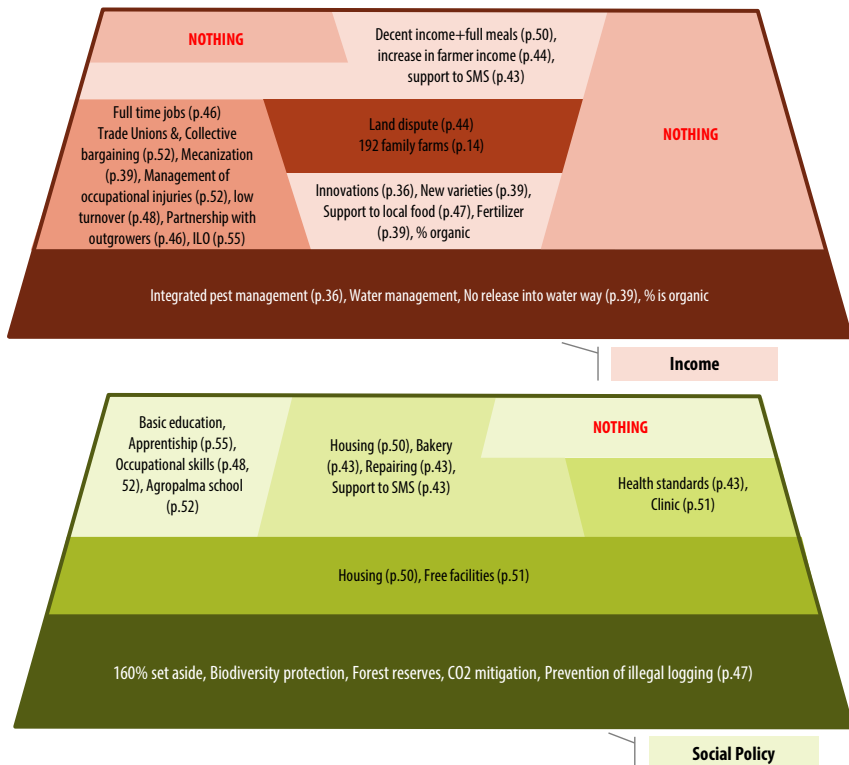 NOTHING
Decent income+full meals (p.50),
increase in farmer income (p.44),
support to SMS (p.43)
Full time jobs (p.46)
Trade Unions &, Collective
bargaining (p.52), Mecanization
(p.39), Management of
occupational injuries (p.52), low
turnover (p.48), Partnership with
outgrowers (p.46), ILO (p.55)
Land dispute (p.44)
192 family farms (p.14)
NOTHING
Innovations (p.36), New varieties (p.39),
Support to local food (p.47), Fertilizer
(p.39), % organic
Integrated pest management (p.36), Water management, No release into water way (p.39), % is organic
Income
Basic education,
Apprentiship (p.55),
Occupational skills (p.48,
52), Agropalma school
(p.52)
Housing (p.50), Bakery
(p.43), Repairing (p.43),
Support to SMS (p.43)
NOTHING
Health standards (p.43),
Clinic (p.51)
Housing (p.50), Free facilities (p.51)
160% set aside, Biodiversity protection, Forest reserves, CO2 mitigation, Prevention of illegal logging (p.47)
Social Policy